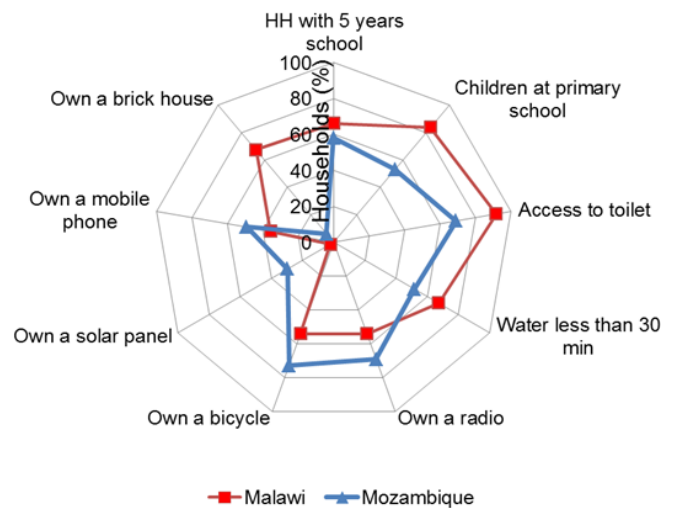 HH with 5 years
school
100
80
60
40
20
0
Households (%)
Children at primary
school
Access to toilet
Water less than 30
min
Own a radio
Own a bicycle
Own a solar panel
Own a mobile
phone
Own a brick house
Malawi
Mozambique